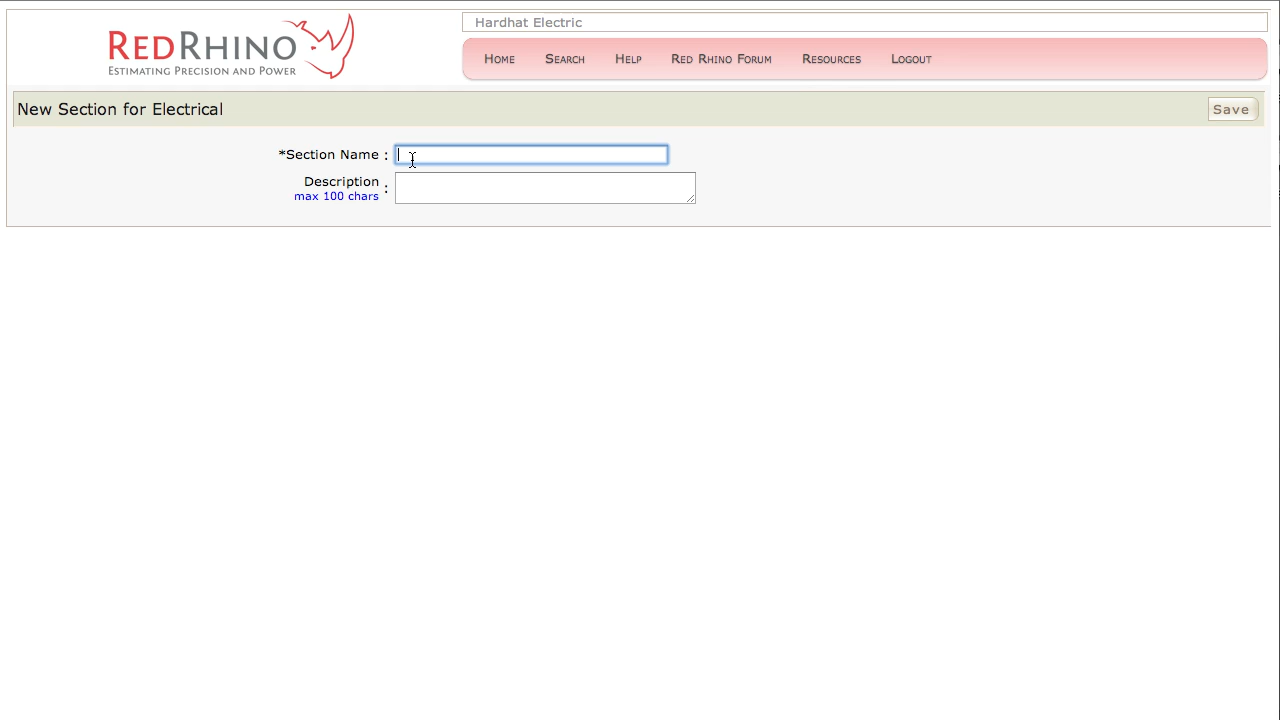 REDRHINO
ESTIMATING PRECISION AND POWER
Hardhat Electric
HOME SEARCH HELP RED RHINO FORUM RESOURCES LOGOUT
New Section for Electrical
Save
*Section Name :
Description :
max 100 chars